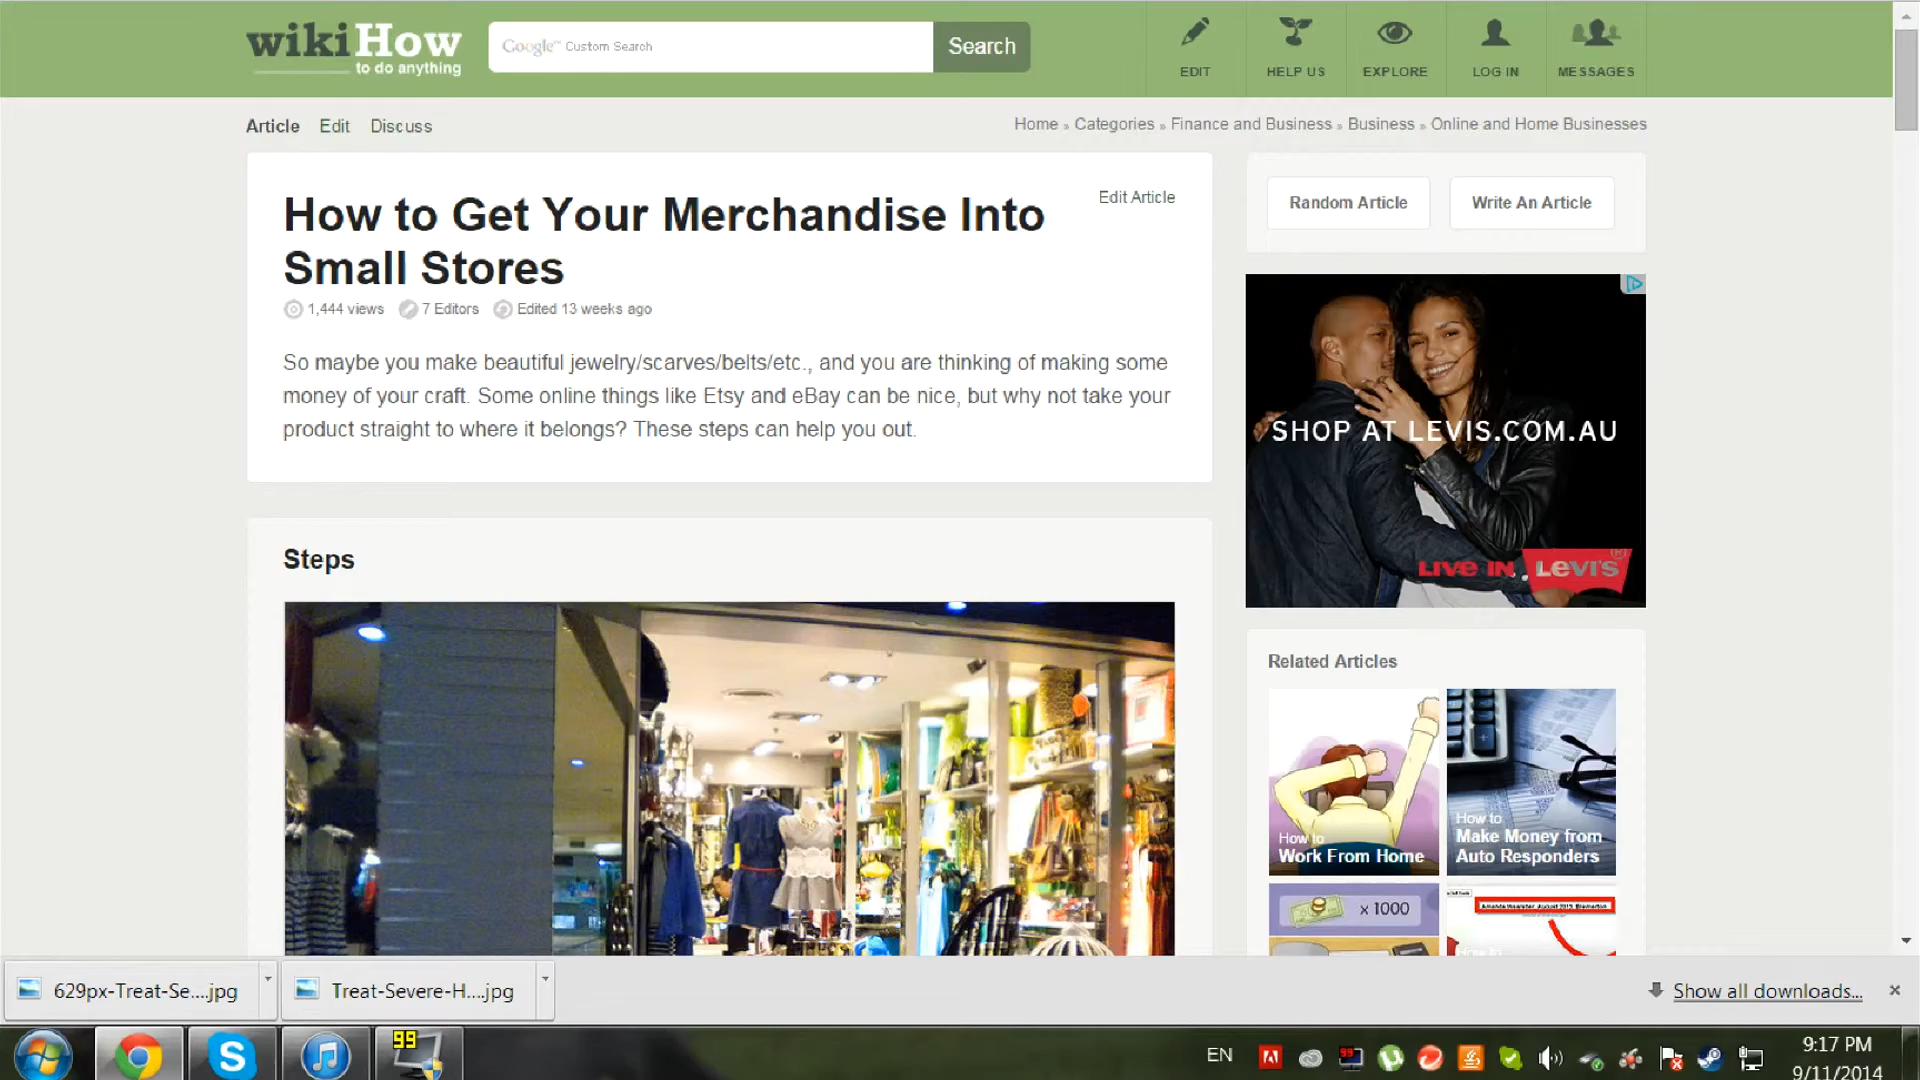 wikiHow
to do anything
Google™ Custom Search
Search
EDIT
HELP US
EXPLORE
LOG IN
MESSAGES
Article
Edit
Discuss
Home » Categories » Finance and Business » Business » Online and Home Businesses
How to Get Your Merchandise Into
Small Stores
Edit Article
1,444 views
7 Editors
Edited 13 weeks ago
So maybe you make beautiful jewelry/scarves/belts/etc., and you are thinking of making some
money of your craft. Some online things like Etsy and eBay can be nice, but why not take your
product straight to where it belongs? These steps can help you out.
Random Article
Write An Article
SHOP AT LEVIS.COM.AU
LIVE IN LEVI'S®
Steps
Related Articles
How to
Work From Home
How to
Make Money from
Auto Responders
x 1000
How to
629px-Treat-Se....jpg
Treat-Severe-H....jpg
Show all downloads...
99
EN
99
9:17 PM
9/11/2014